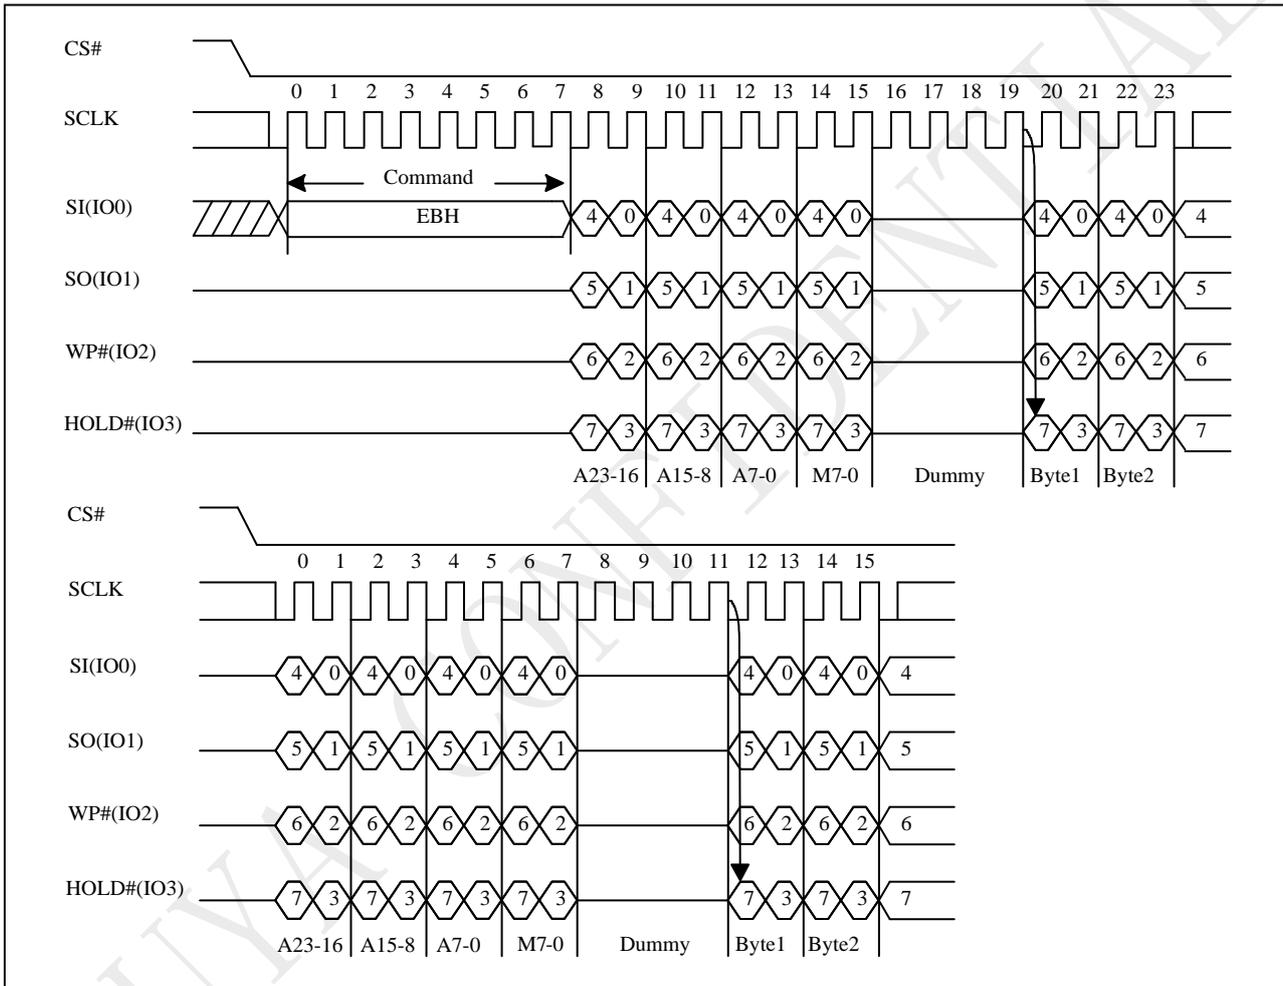 CS#
0 1 2 3 4 5 6 7 8 9 10 11 12 13 14 15 16 17 18 19 20 21 22 23
SCLK
Command
SI(IO0) EBH 4 0 4 0 4 0 4 0 4 0 4 0 4
SO(IO1) 5 1 5 1 5 1 5 1 5 1 5 1 5
WP#(IO2) 6 2 6 2 6 2 6 2 6 2 6 2 6
HOLD#(IO3) 7 3 7 3 7 3 7 3 7 3 7 3 7
A23-16 A15-8 A7-0 M7-0 Dummy Byte1 Byte2
CS#
0 1 2 3 4 5 6 7 8 9 10 11 12 13 14 15
SCLK
SI(IO0) 4 0 4 0 4 0 4 0 4 0 4 0 4
SO(IO1) 5 1 5 1 5 1 5 1 5 1 5 1 5
WP#(IO2) 6 2 6 2 6 2 6 2 6 2 6 2 6
HOLD#(IO3) 7 3 7 3 7 3 7 3 7 3 7 3 7
A23-16 A15-8 A7-0 M7-0 Dummy Byte1 Byte2
CONFIDENTIAL